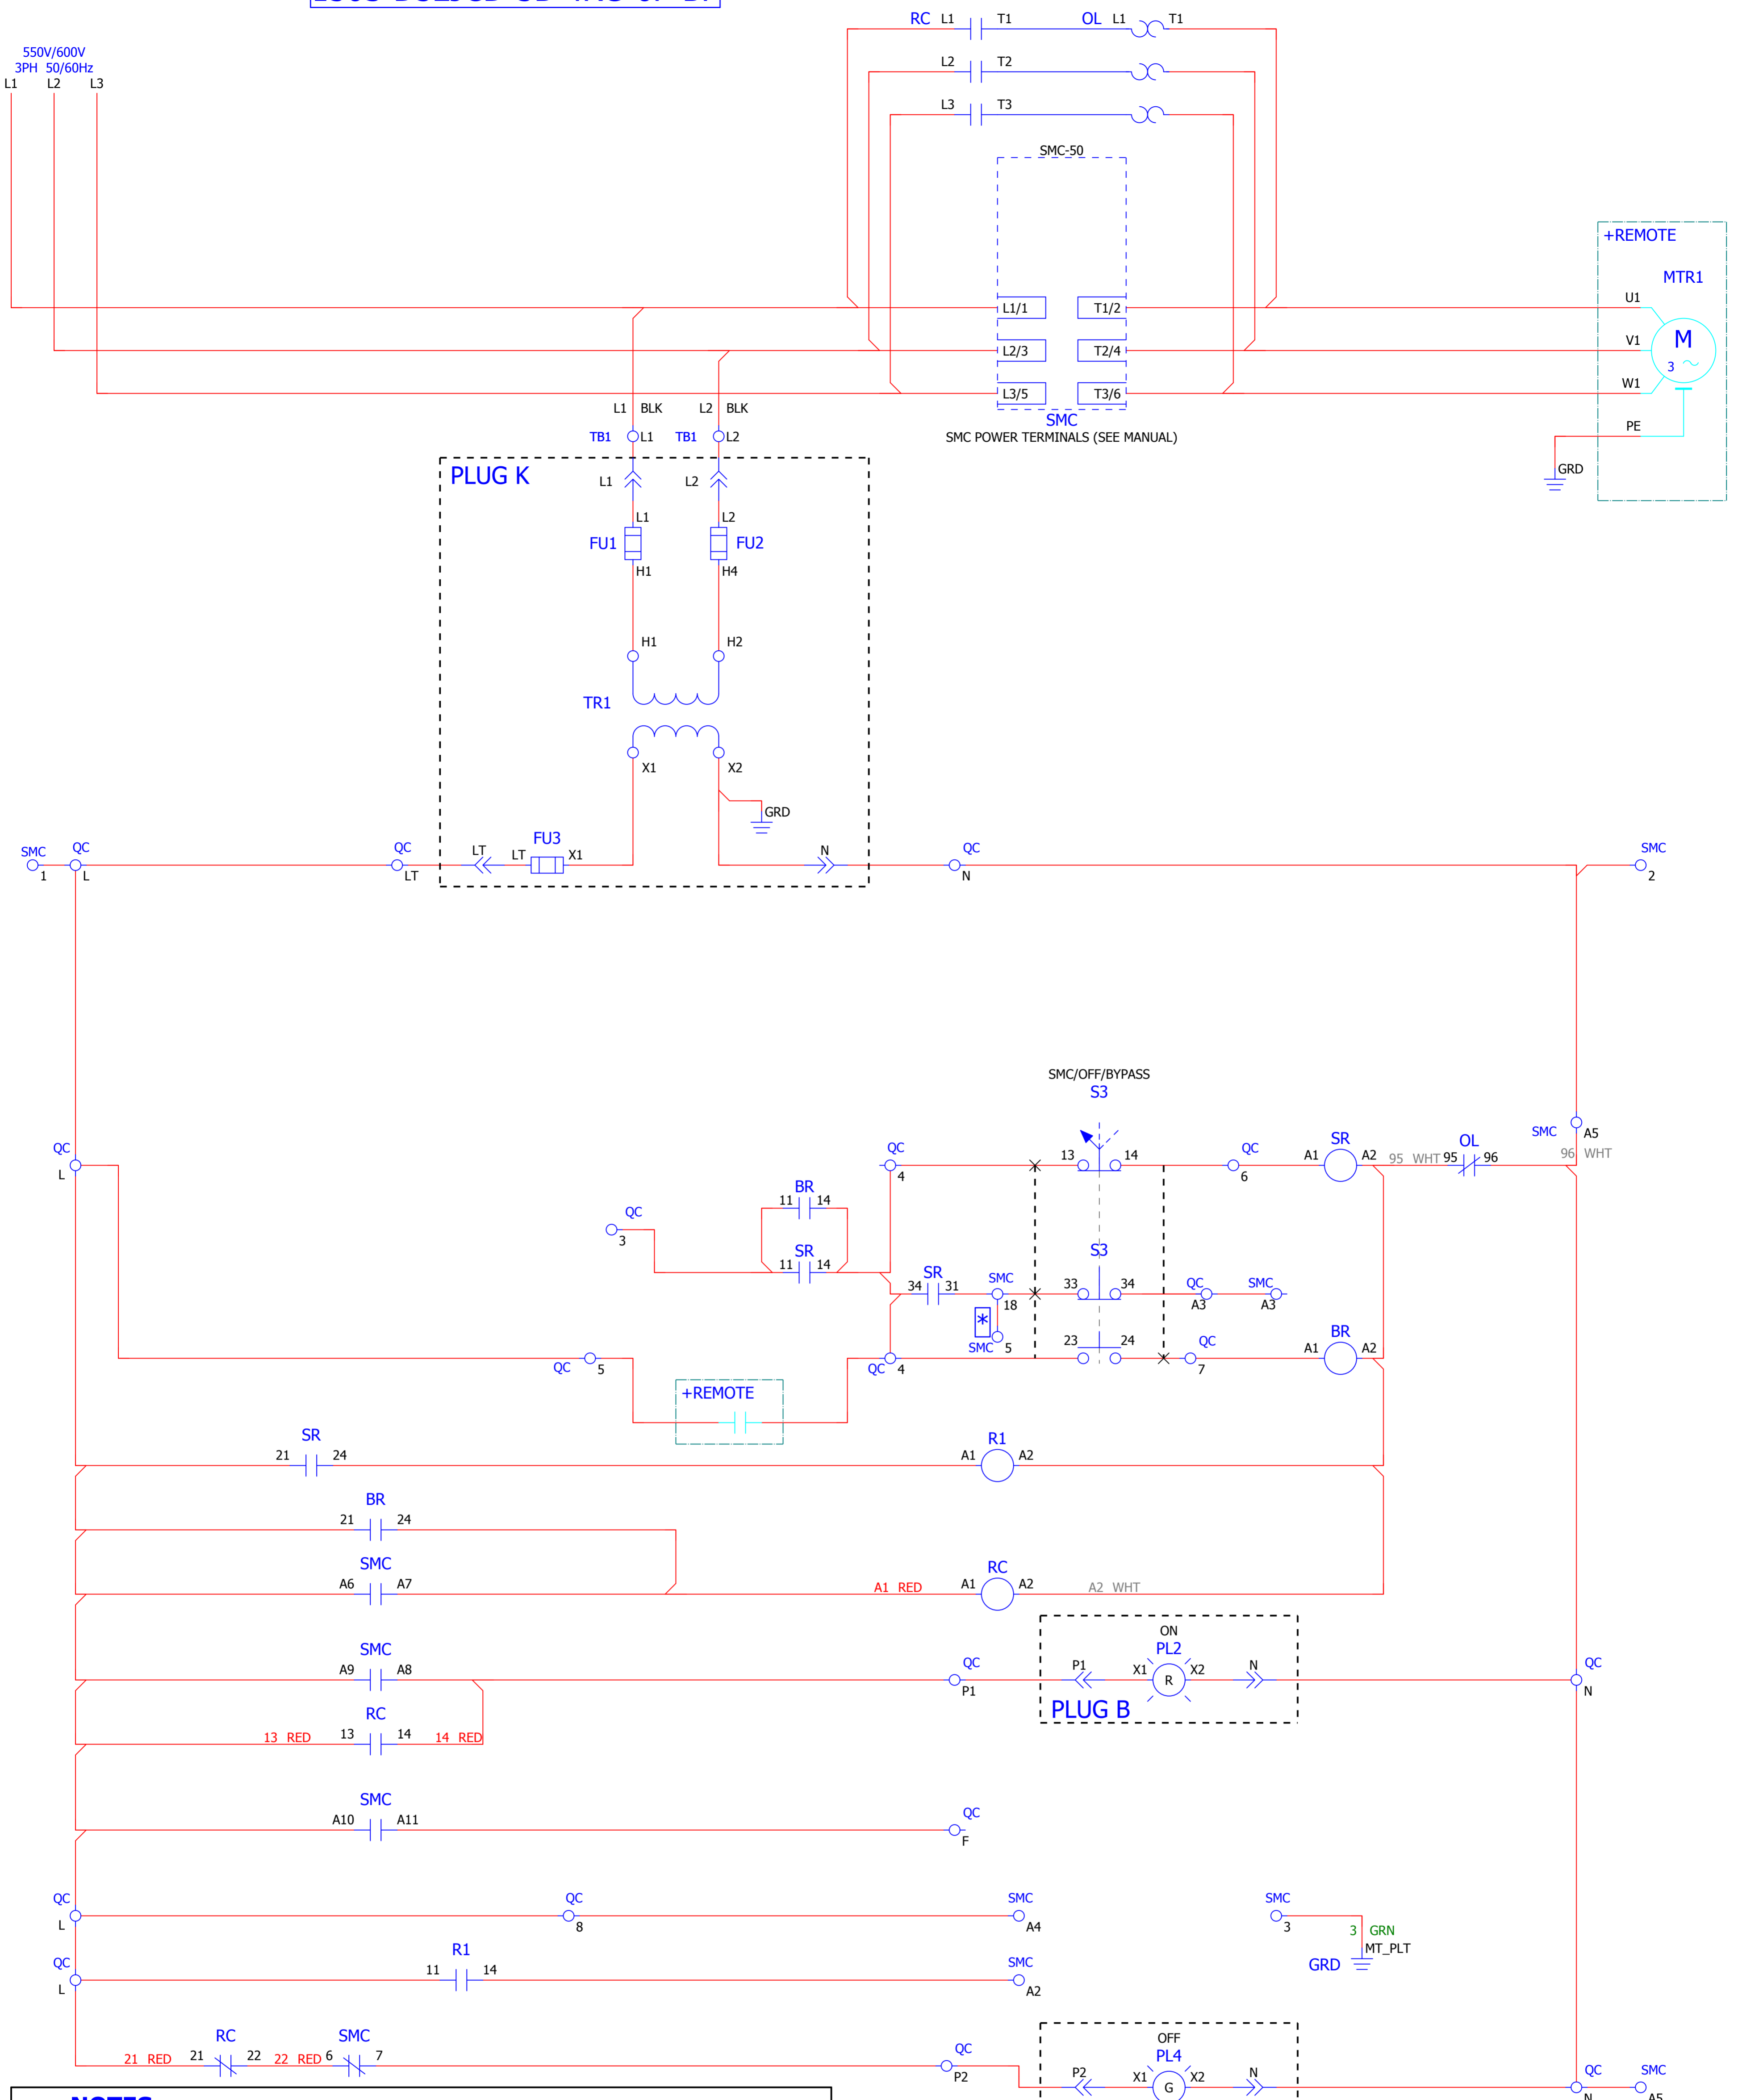 550V/600V
3PH 50/60Hz
L1 L2 L3
RC L1 T1 OL L1 T1
L2 T2
L3 T3
SMC-50
+REMOTE
MTR1
L1/1 T1/2 U1
L2/3 T2/4 V1 M
3
L3/5 T3/6 W1
L1 BLK L2 BLK
SMC
SMC POWER TERMINALS (SEE MANUAL)
PE
GRD
TB1 L1 TB1 L2
PLUG K
L1 L2
L1 L2
FU1 FU2
H1 H4
H1 H2
TR1
X1 X2
GRD
SMC QC QC LT LT FU3 X1 N QC SMC
1 L LT N 2
SMC/OFF/BYPASS
S3
SMC A5
QC QC 13 14 QC A1 SR A2 95 WHT 95 OL 96 96 WHT
L 4 6
BR
11 14
QC
3
SR
11 14
S3
SR
34 31 SMC 33 34 QC SMC
18 A3 A3
*
SMC 5 23 24 QC A1 BR A2
QC 5 QC 4 7
+REMOTE
SR R1
21 24 A1 A2
BR
21 24
SMC RC
A6 A7 A1 RED A1 A2 A2 WHT
ON
SMC QC PL2 QC
A9 A8 P1 P1 X1 R X2 N N
PLUG B
RC
13 RED 13 14 14 RED
SMC
A10 A11 QC
F
QC QC SMC SMC
L 8 A4 3
3 GRN
MT_PLT
GRD
QC R1 SMC
L 11 14 A2
OFF
RC SMC QC PL4 QC SMC
21 RED 21 22 22 RED 6 7 P2 P2 X1 G X2 N N A5